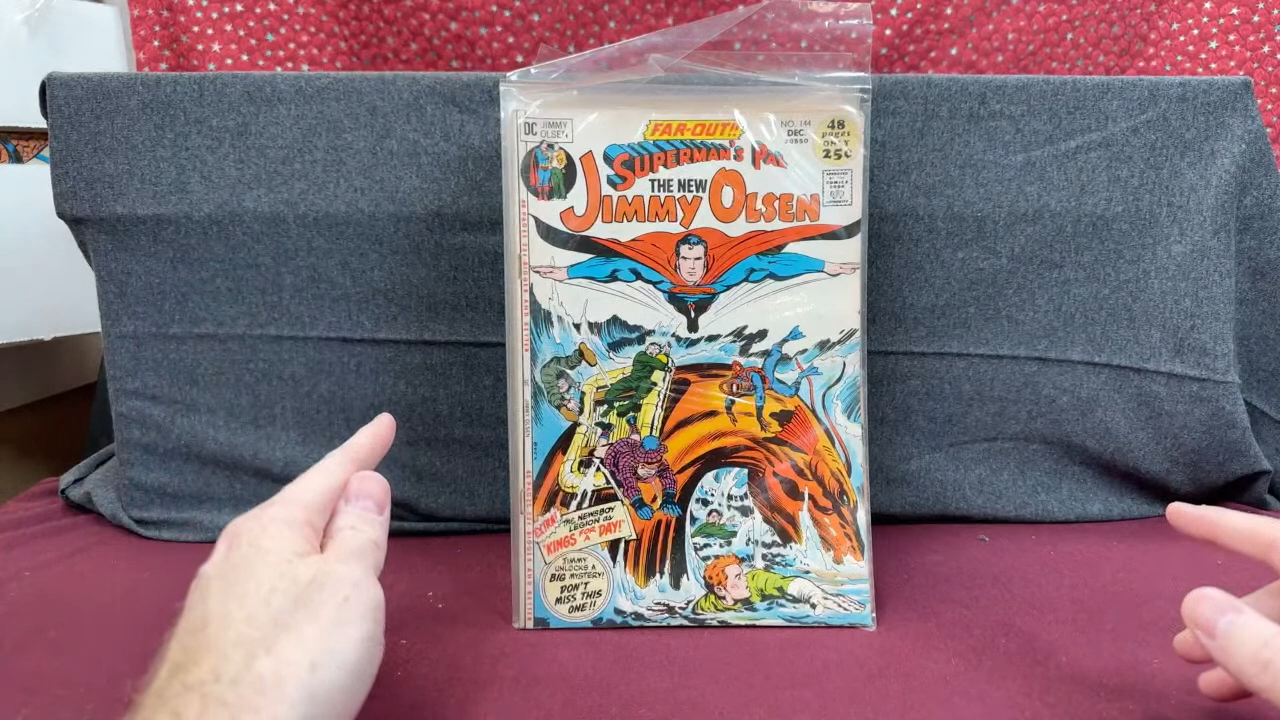 DC JIMMY OLSEN
FAR-OUT!!
NO. 144
DEC.
48
pages
ONLY
25¢
SUPERMAN'S PAL
THE NEW
JIMMY OLSEN
APPROVED
BY THE
COMICS
CODE
AUTHORITY
EXTRA! THE NEWSBOY
LEGION as
"KINGS FOR A DAY!"
JIMMY
UNLOCKS A
BIG MYSTERY!
DON'T
MISS THIS
ONE!!